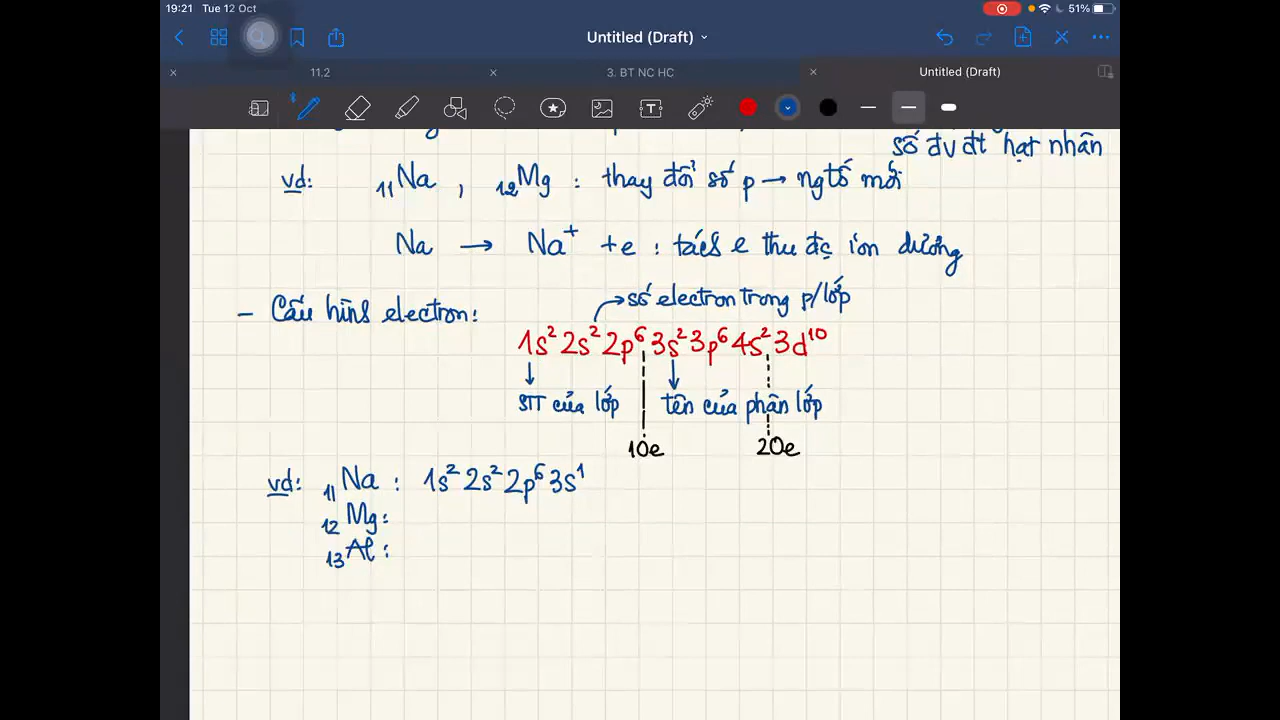 19:21 Tue 12 Oct 51%
Untitled (Draft)
11.2 3. BT NC HC Untitled (Draft)
số đv đt hạt nhân
vd: ₁₁Na , ₁₂Mg : thay đổi số p → ngtố mới
Na → Na⁺ + e : tách e thu đc ion dương
- Cấu hình electron: → số electron trong p/lớp
1s² 2s² 2p⁶ 3s² 3p⁶ 4s² 3d¹⁰
STT của lớp tên của phân lớp
10e 20e
vd: ₁₁Na : 1s² 2s² 2p⁶ 3s¹
₁₂Mg:
₁₃Al: